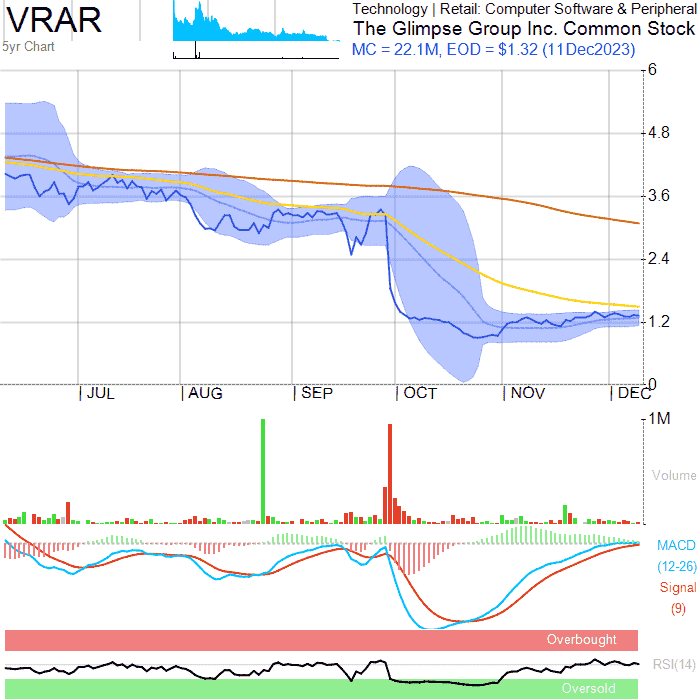 VRAR
Technology | Retail: Computer Software & Peripheral
The Glimpse Group Inc. Common Stock
5yr Chart
MC = 22.1M, EOD = $1.32 (11Dec2023)
6
4.8
3.6
2.4
1.2
0
| JUL | AUG | SEP | OCT | NOV | DEC
1M
Volume
MACD
(12-26)
Signal
(9)
Overbought
RSI(14)
Oversold